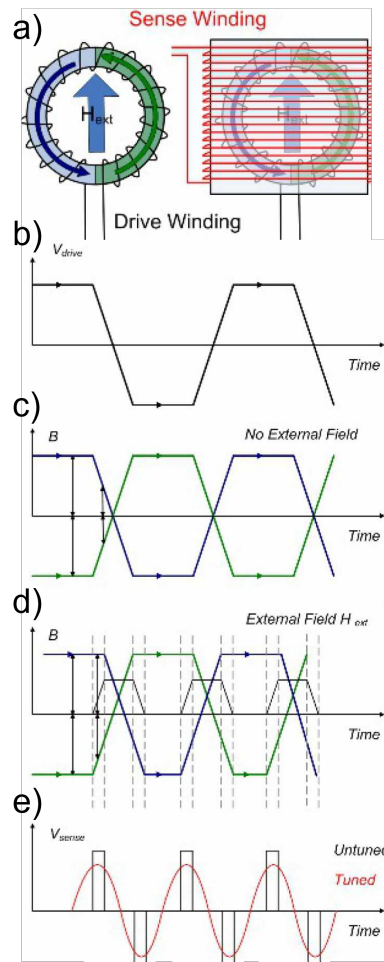 Sense Winding
a)
H ext
H ext
Drive Winding
b)
V drive
Time
c)
B
No External Field
Time
d)
B
External Field H ext
Time
e)
V sense
Untuned
Tuned
Time